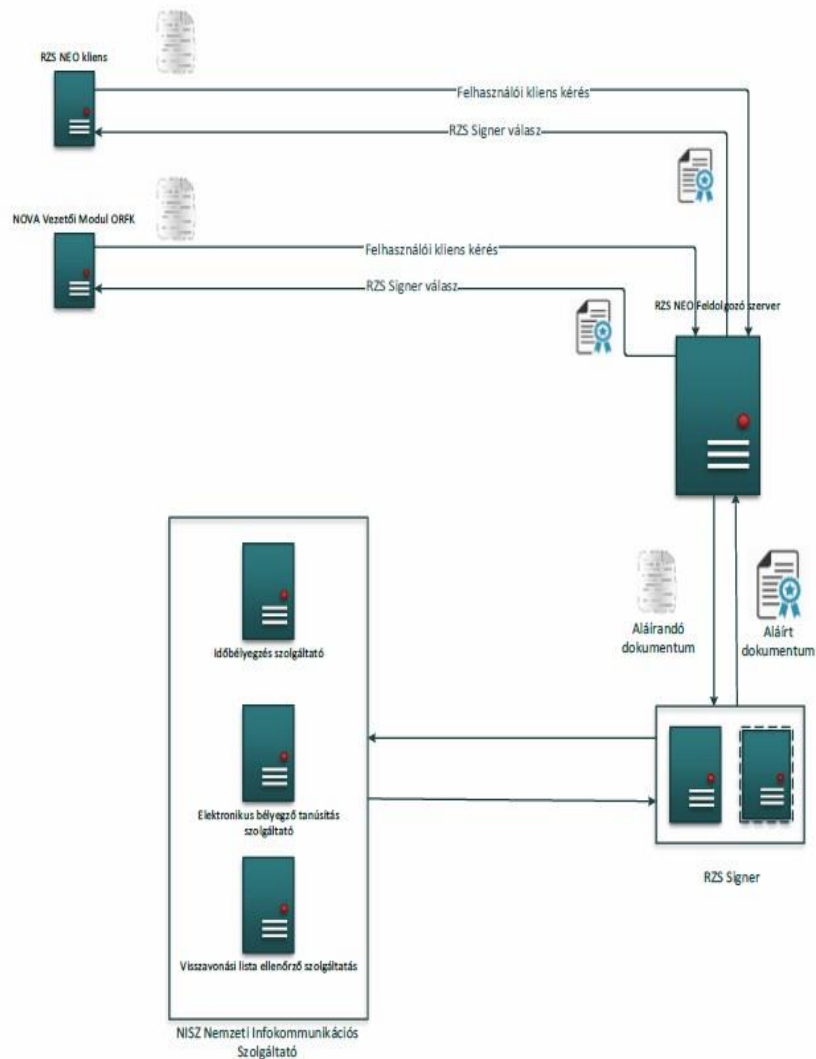 RZS NEO kliens
Felhasználói kliens kérés
RZS Signer válasz
NOVA Vezetői Modul ORFK
Felhasználói kliens kérés
RZS Signer válasz
RZS NEO Feldolgozó szerver
Időbélyegzés szolgáltató
Aláírandó
dokumentum
Aláírt
dokumentum
Elektronikus bélyegző tanúsítás
szolgáltató
RZS Signer
Visszavonási lista ellenőrző szolgáltatás
NISZ Nemzeti Infokommunikációs
Szolgáltató